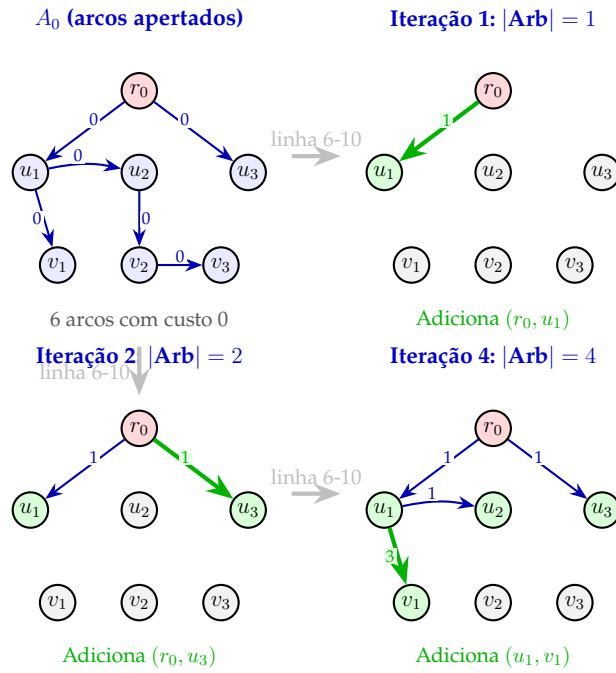 A₀ (arcos apertados)
r₀
0 0
u₁ 0 u₂ u₃
0 0
v₁ v₂ 0 v₃
6 arcos com custo 0
linha 6-10
Iteração 1: |Arb| = 1
r₀
1
u₁ u₂ u₃
v₁ v₂ v₃
Adiciona (r₀, u₁)
linha 6-10
Iteração 2 |Arb| = 2
r₀
1 1
u₁ u₂ u₃
v₁ v₂ v₃
Adiciona (r₀, u₃)
linha 6-10
Iteração 4: |Arb| = 4
r₀
1 1
u₁ 1 u₂ u₃
3
v₁ v₂ v₃
Adiciona (u₁, v₁)